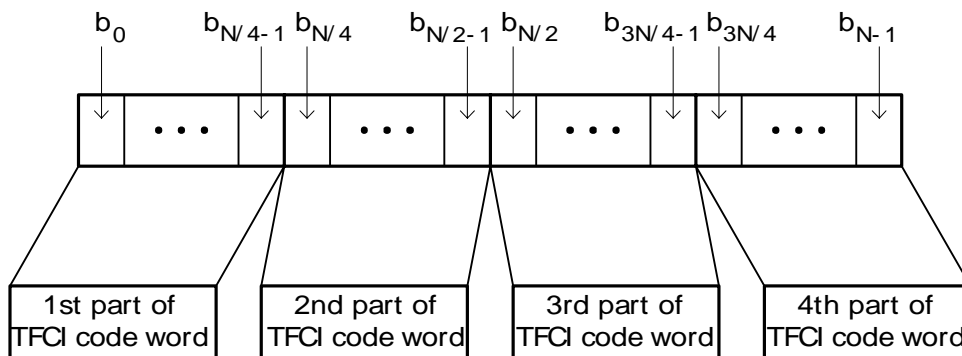 b0 bN/4-1 bN/4 bN/2-1 bN/2 b3N/4-1 b3N/4 bN-1
1st part of
TFCI code word
2nd part of
TFCI code word
3rd part of
TFCI code word
4th part of
TFCI code word